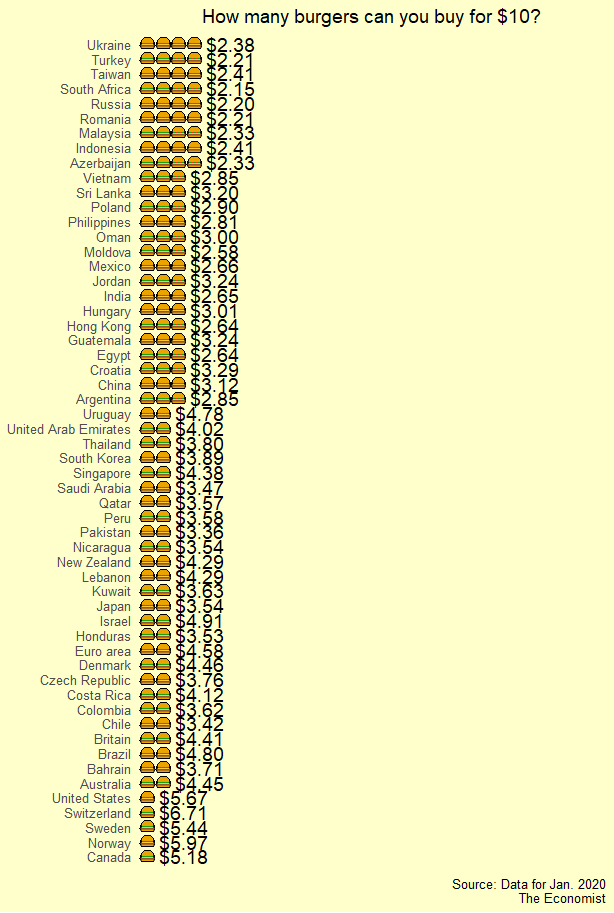 How many burgers can you buy for $10?
Ukraine $2.38
Turkey $2.21
Taiwan $2.41
South Africa $2.15
Russia $2.20
Romania $2.21
Malaysia $2.33
Indonesia $2.41
Azerbaijan $2.33
Vietnam $2.85
Sri Lanka $3.20
Poland $2.90
Philippines $2.81
Oman $3.00
Moldova $2.58
Mexico $2.66
Jordan $3.24
India $2.65
Hungary $3.01
Hong Kong $2.64
Guatemala $3.24
Egypt $2.64
Croatia $3.29
China $3.12
Argentina $2.85
Uruguay $4.78
United Arab Emirates $4.02
Thailand $3.80
South Korea $3.89
Singapore $4.38
Saudi Arabia $3.47
Qatar $3.57
Peru $3.58
Pakistan $3.36
Nicaragua $3.54
New Zealand $4.29
Lebanon $4.29
Kuwait $3.63
Japan $3.54
Israel $4.91
Honduras $3.53
Euro area $4.58
Denmark $4.46
Czech Republic $3.76
Costa Rica $4.12
Colombia $3.62
Chile $3.42
Britain $4.41
Brazil $4.80
Bahrain $3.71
Australia $4.45
United States $5.67
Switzerland $6.71
Sweden $5.44
Norway $5.97
Canada $5.18
Source: Data for Jan. 2020
The Economist